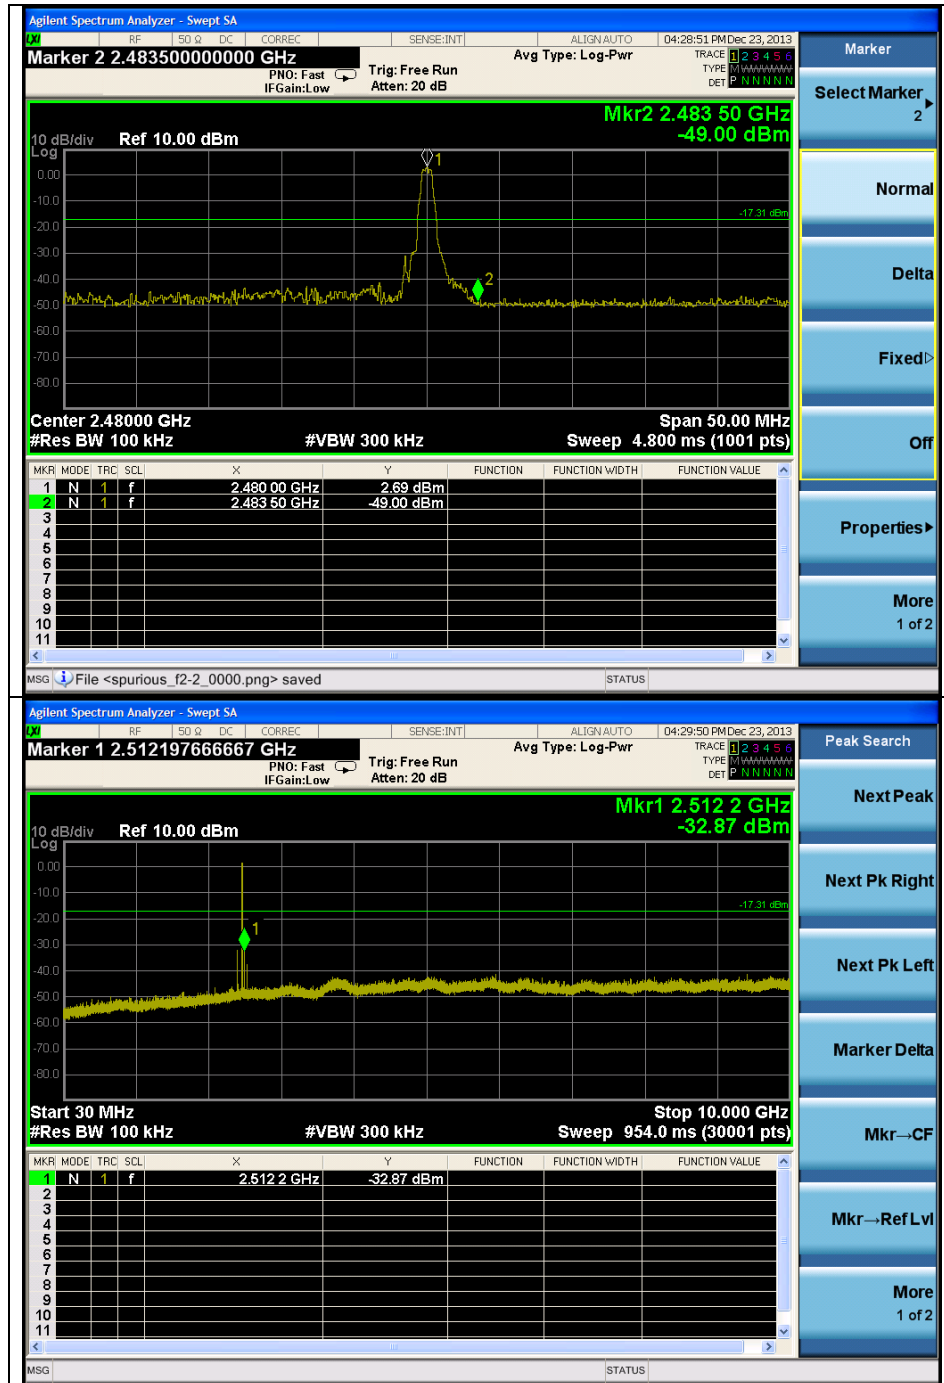 Agilent Spectrum Analyzer - Swept SA
LXI RF 50 Ω DC CORREC SENSE:INT ALIGN AUTO 04:28:51 PM Dec 23, 2013
Marker 2 2.483500000000 GHz
PNO: Fast
IFGain:Low
Trig: Free Run
Atten: 20 dB
Avg Type: Log-Pwr
TRACE 1 2 3 4 5 6
TYPE M
DET P N N N N N
Mkr2 2.483 50 GHz
-49.00 dBm
10 dB/div Ref 10.00 dBm
Log
1
0.00
-10.0
-17.31 dBm
-20.0
-30.0
-40.0
2
-50.0
-60.0
-70.0
-80.0
Center 2.48000 GHz Span 50.00 MHz
#Res BW 100 kHz #VBW 300 kHz Sweep 4.800 ms (1001 pts)
MKR MODE TRC SCL X Y FUNCTION FUNCTION WIDTH FUNCTION VALUE
1 N 1 f 2.480 00 GHz 2.69 dBm
2 N 1 f 2.483 50 GHz -49.00 dBm
3
4
5
6
7
8
9
10
11
MSG File <spurious_f2-2_0000.png> saved STATUS
Marker
Select Marker
2
Normal
Delta
Fixed
Off
Properties
More
1 of 2
Agilent Spectrum Analyzer - Swept SA
LXI RF 50 Ω DC CORREC SENSE:INT ALIGN AUTO 04:29:50 PM Dec 23, 2013
Marker 1 2.512197666667 GHz
PNO: Fast
IFGain:Low
Trig: Free Run
Atten: 20 dB
Avg Type: Log-Pwr
TRACE 1 2 3 4 5 6
TYPE M
DET P N N N N N
Mkr1 2.512 2 GHz
-32.87 dBm
10 dB/div Ref 10.00 dBm
Log
0.00
-10.0
-17.31 dBm
-20.0
1
-30.0
-40.0
-50.0
-60.0
-70.0
-80.0
Start 30 MHz Stop 10.000 GHz
#Res BW 100 kHz #VBW 300 kHz Sweep 954.0 ms (30001 pts)
MKR MODE TRC SCL X Y FUNCTION FUNCTION WIDTH FUNCTION VALUE
1 N 1 f 2.512 2 GHz -32.87 dBm
2
3
4
5
6
7
8
9
10
11
MSG STATUS
Peak Search
Next Peak
Next Pk Right
Next Pk Left
Marker Delta
Mkr→CF
Mkr→Ref Lvl
More
1 of 2